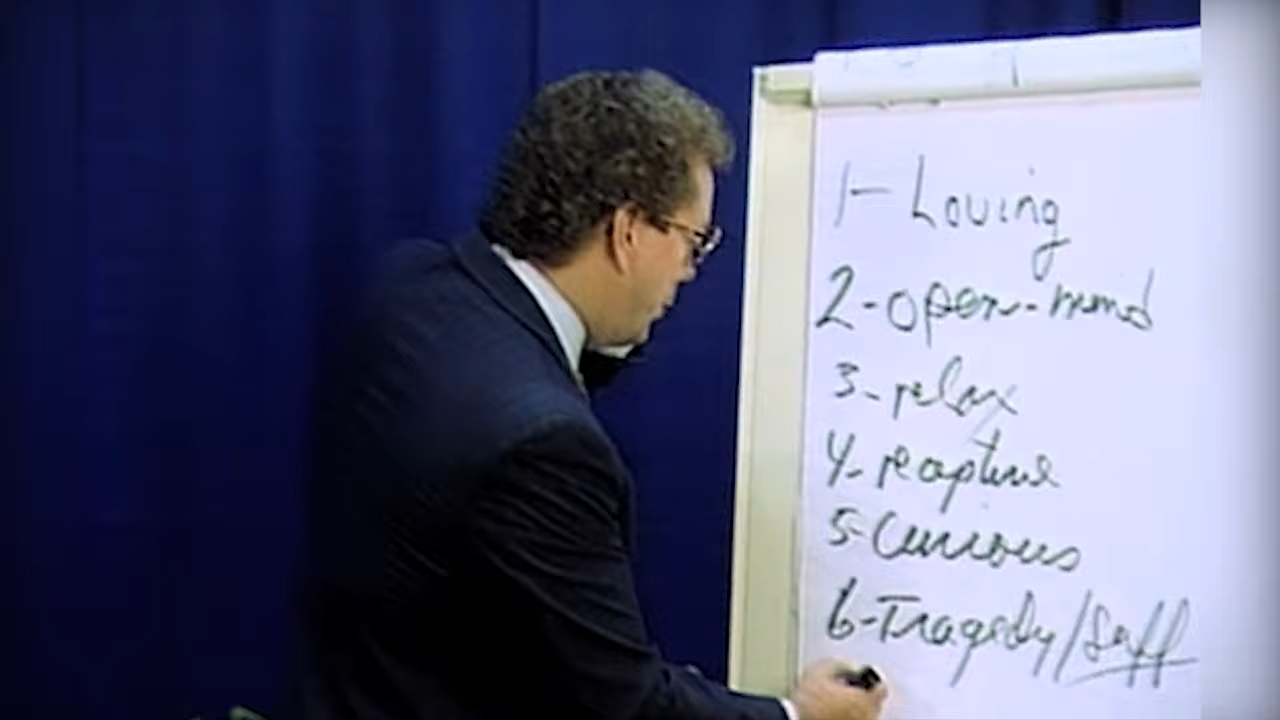 1- Loving
2- open-mind
3- relax
4- rapture
5- Curious
6- Tragedy/Suff